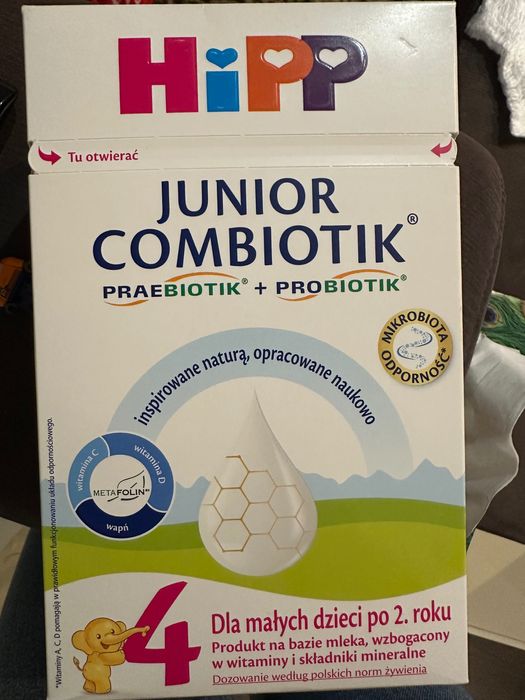 HiPP
Tu otwierać
JUNIOR
COMBIOTIK®
PRAEBIOTIK® + PROBIOTIK®
MIKROBIOTA
ODPORNOŚĆ*
inspirowane naturą, opracowane naukowo
witamina C
witamina D
METAFOLIN®
wapń
*Witaminy A, C, D pomagają w prawidłowym funkcjonowaniu układu odpornościowego.
4
Dla małych dzieci po 2. roku
Produkt na bazie mleka, wzbogacony
w witaminy i składniki mineralne
Dozowanie według polskich norm żywienia